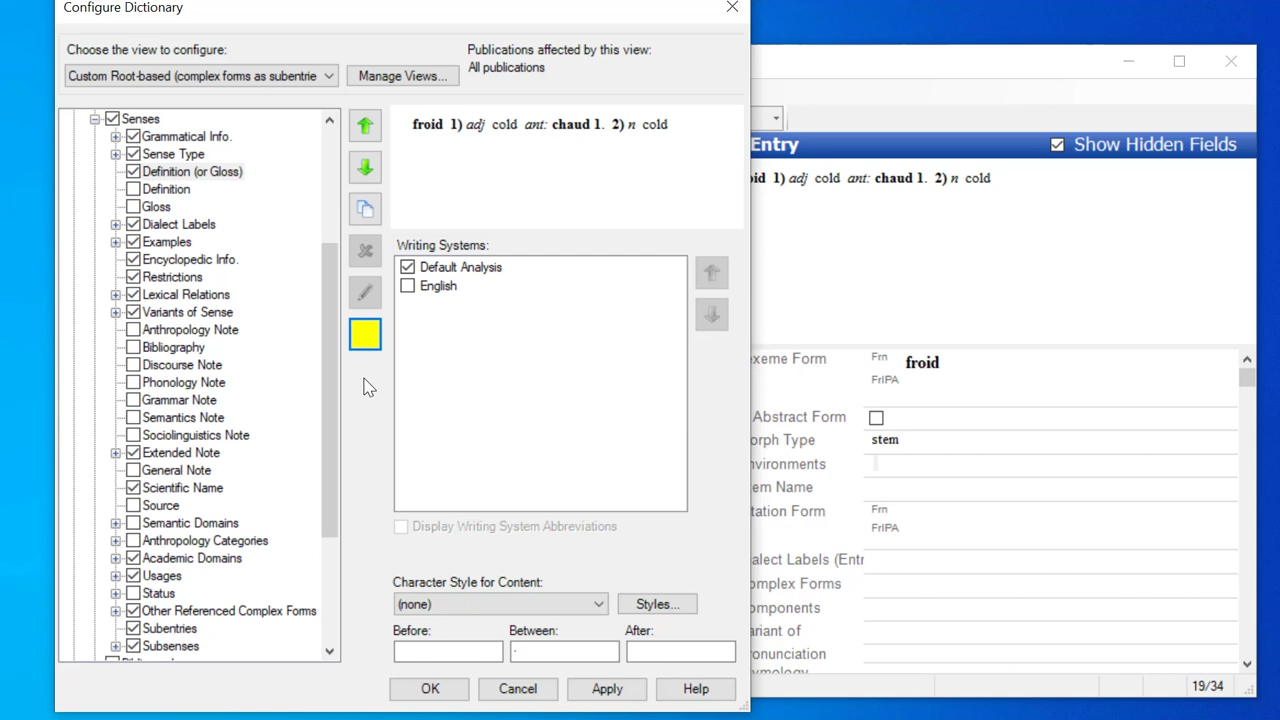 Configure Dictionary
Choose the view to configure:
Publications affected by this view:
Custom Root-based (complex forms as subentrie
Manage Views...
All publications
Senses
Grammatical Info.
Sense Type
Definition (or Gloss)
Definition
Gloss
Dialect Labels
Examples
Encyclopedic Info.
Restrictions
Lexical Relations
Variants of Sense
Anthropology Note
Bibliography
Discourse Note
Phonology Note
Grammar Note
Semantics Note
Sociolinguistics Note
Extended Note
General Note
Scientific Name
Source
Semantic Domains
Anthropology Categories
Academic Domains
Usages
Status
Other Referenced Complex Forms
Subentries
Subsenses
froid 1) adj cold ant: chaud 1. 2) n cold
Writing Systems:
Default Analysis
English
Display Writing System Abbreviations
Character Style for Content:
(none)
Styles...
Before:
Between:
After:
OK
Cancel
Apply
Help
Entry
Show Hidden Fields
oid 1) adj cold ant: chaud 1. 2) n cold
exeme Form
Frn
froid
FrIPA
Abstract Form
orph Type
stem
nvironments
em Name
tation Form
Frn
FrIPA
alect Labels (Entr
omplex Forms
omponents
ariant of
onunciation
ymology
19/34